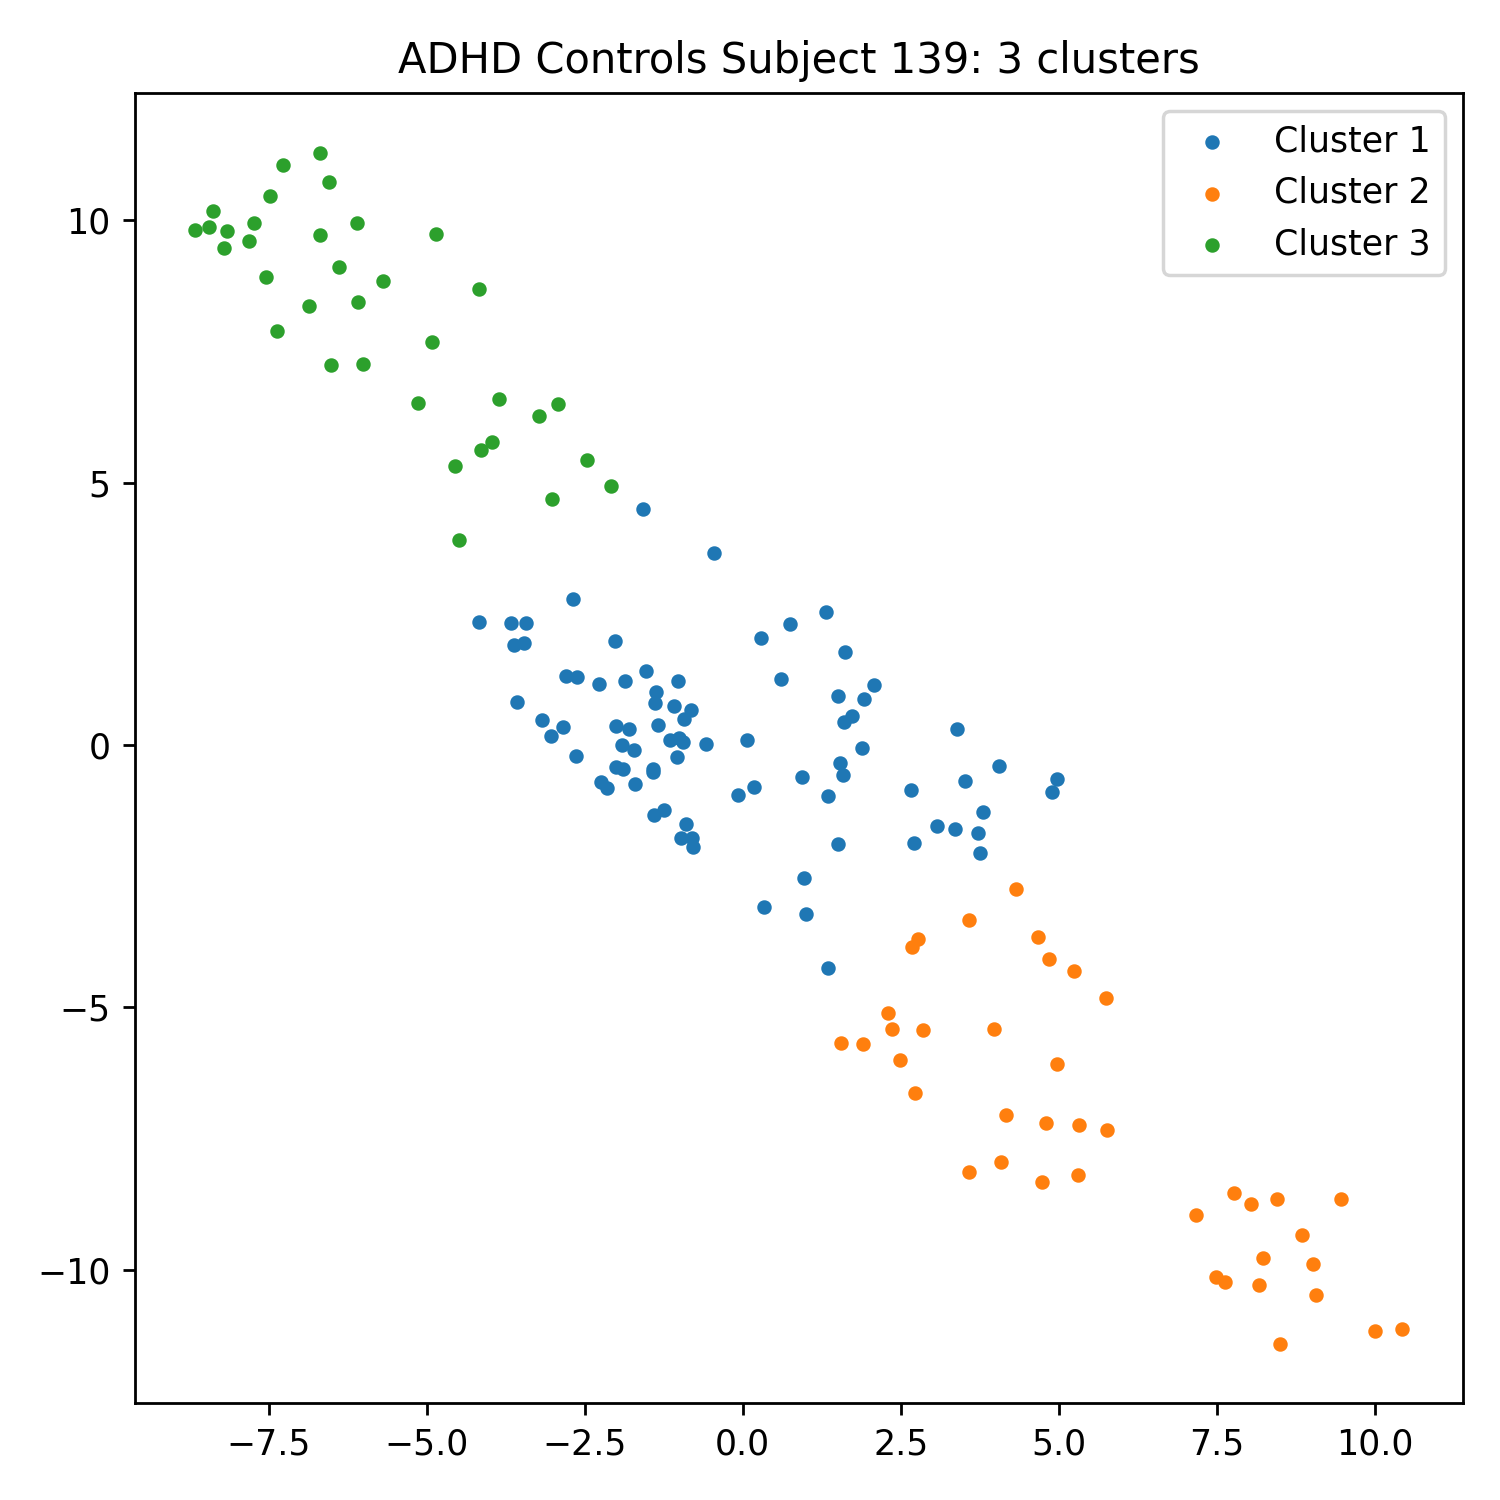 ADHD Controls Subject 139: 3 clusters
Cluster 1
Cluster 2
Cluster 3
10
5
0
−5
−10
−7.5 −5.0 −2.5 0.0 2.5 5.0 7.5 10.0